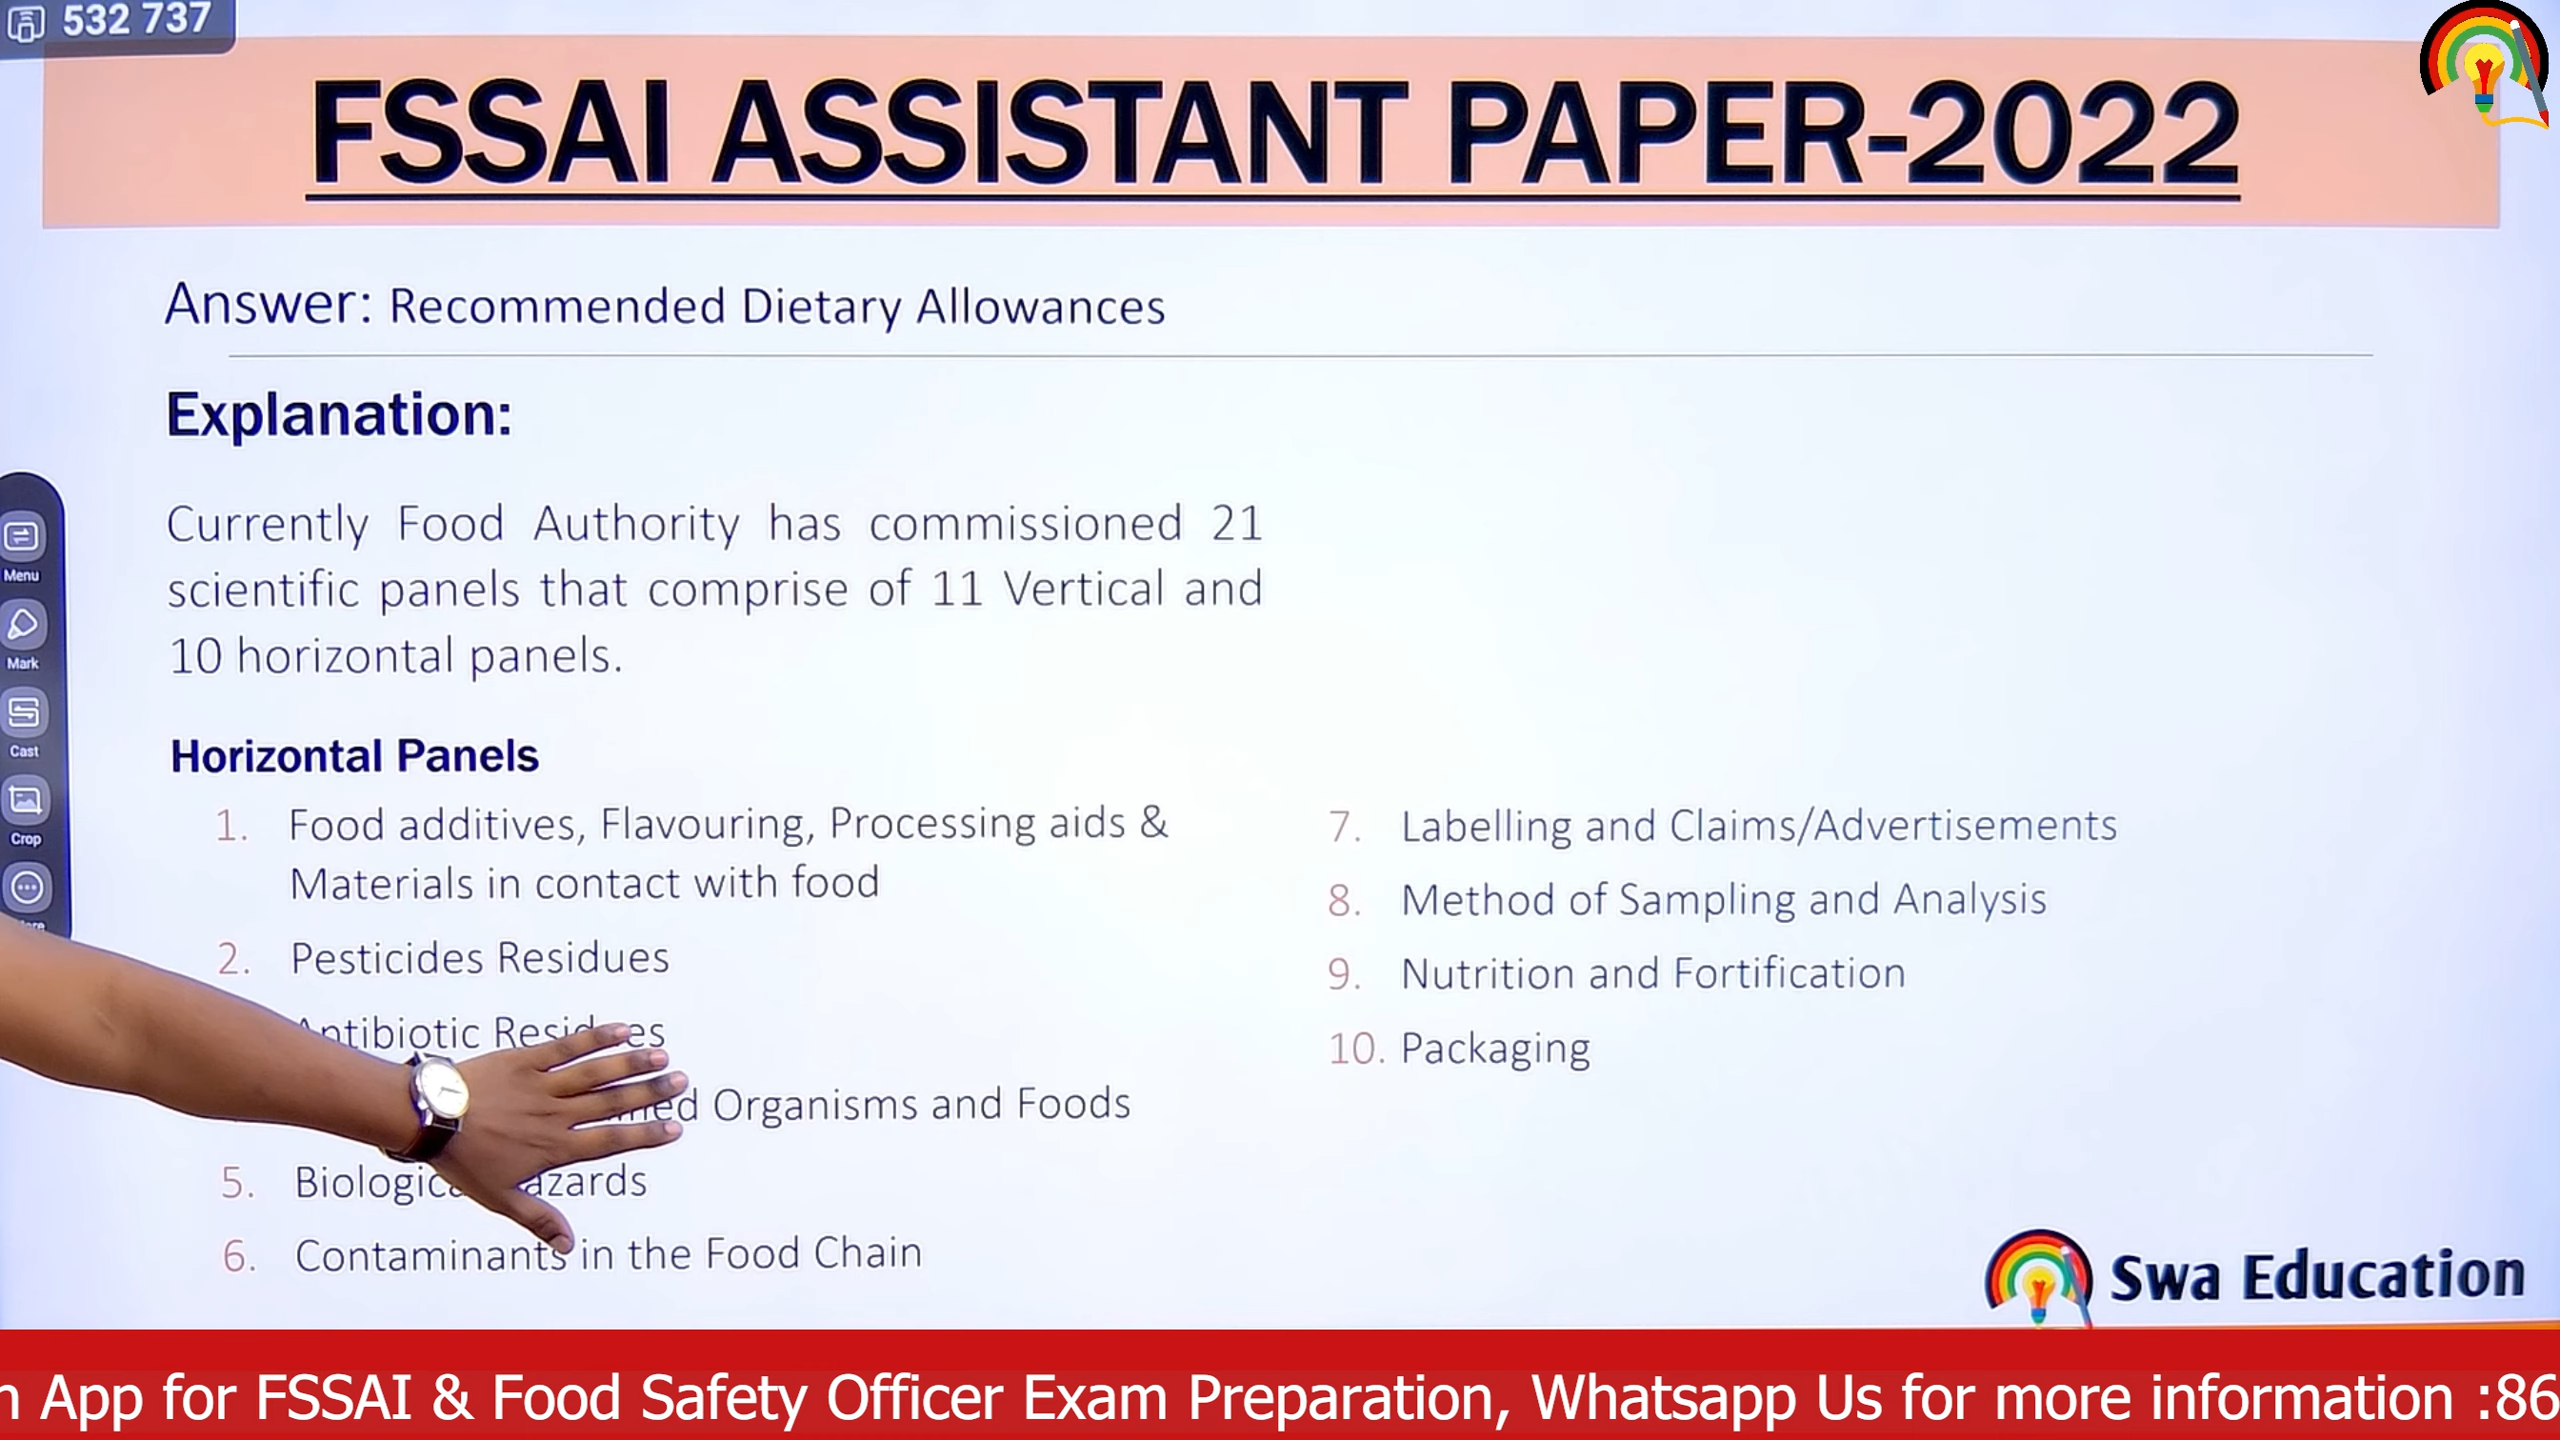 532 737
FSSAI ASSISTANT PAPER-2022
Answer: Recommended Dietary Allowances
Explanation:
Currently Food Authority has commissioned 21
scientific panels that comprise of 11 Vertical and
10 horizontal panels.
Horizontal Panels
1. Food additives, Flavouring, Processing aids &
Materials in contact with food
2. Pesticides Residues
Antibiotic Residues
Organisms and Foods
5. Biological Hazards
6. Contaminants in the Food Chain
7. Labelling and Claims/Advertisements
8. Method of Sampling and Analysis
9. Nutrition and Fortification
10. Packaging
Menu
Mark
Cast
Crop
Swa Education
App for FSSAI & Food Safety Officer Exam Preparation, Whatsapp Us for more information :86